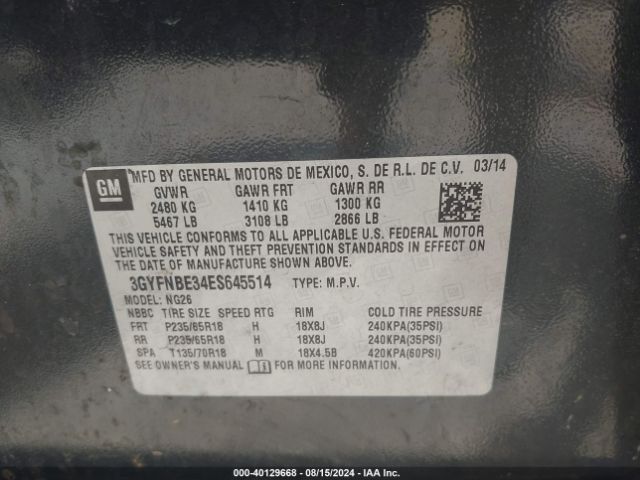 GM
MFD BY GENERAL MOTORS DE MEXICO, S. DE R.L. DE C.V. 03/14
GVWR GAWR FRT GAWR RR
2480 KG 1410 KG 1300 KG
5467 LB 3108 LB 2866 LB
THIS VEHICLE CONFORMS TO ALL APPLICABLE U.S. FEDERAL MOTOR
VEHICLE SAFETY AND THEFT PREVENTION STANDARDS IN EFFECT ON THE
DATE OF MANUFACTURE SHOWN ABOVE.
3GYFNBE34ES645514 TYPE: M.P.V.
MODEL: NG26
NBBC TIRE SIZE SPEED RTG RIM COLD TIRE PRESSURE
FRT P235/65R18 H 18X8J 240KPA(35PSI)
RR P235/65R18 H 18X8J 240KPA(35PSI)
SPA T135/70R18 M 18X4.5B 420KPA(60PSI)
SEE OWNER'S MANUAL FOR MORE INFORMATION.
000-40129668 - 08/15/2024 - IAA Inc.